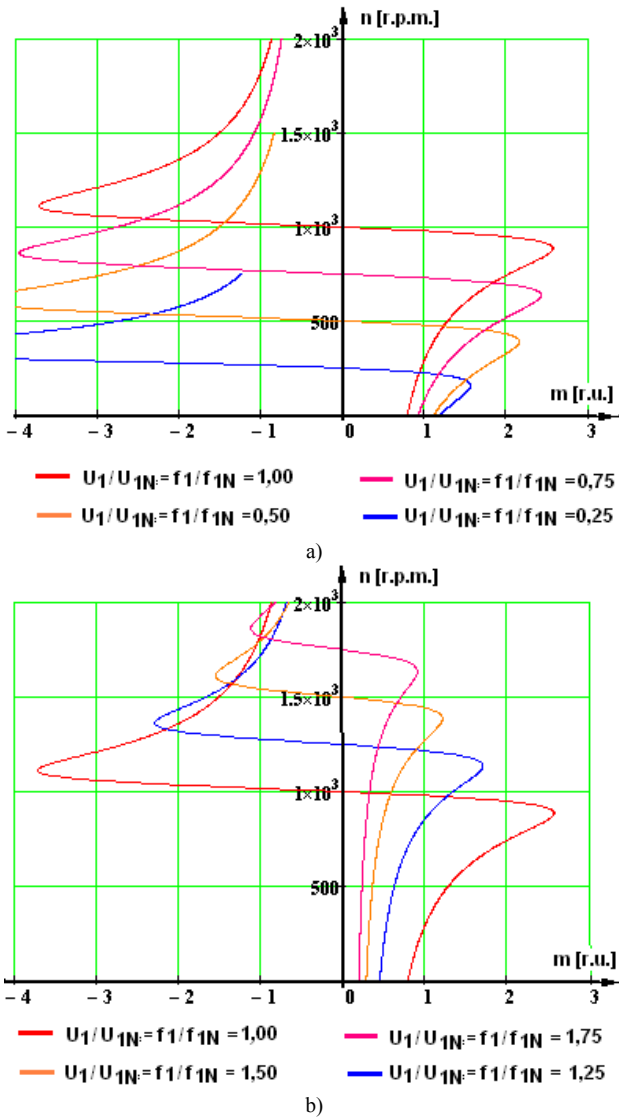 n [r.p.m.]
2×10³
1.5×10³
1×10³
500
m [r.u.]
−4 −3 −2 −1 0 1 2 3
U₁/U₁N:=f1/f1N =1,00 U₁/U₁N:=f1/f1N =0,75
U₁/U₁N:=f1/f1N =0,50 U₁/U₁N:=f1/f1N =0,25
a)
n [r.p.m.]
2×10³
1.5×10³
1×10³
500
m [r.u.]
−4 −3 −2 −1 0 1 2 3
U₁/U₁N:=f1/f1N =1,00 U₁/U₁N:=f1/f1N =1,75
U₁/U₁N:=f1/f1N =1,50 U₁/U₁N:=f1/f1N =1,25
b)